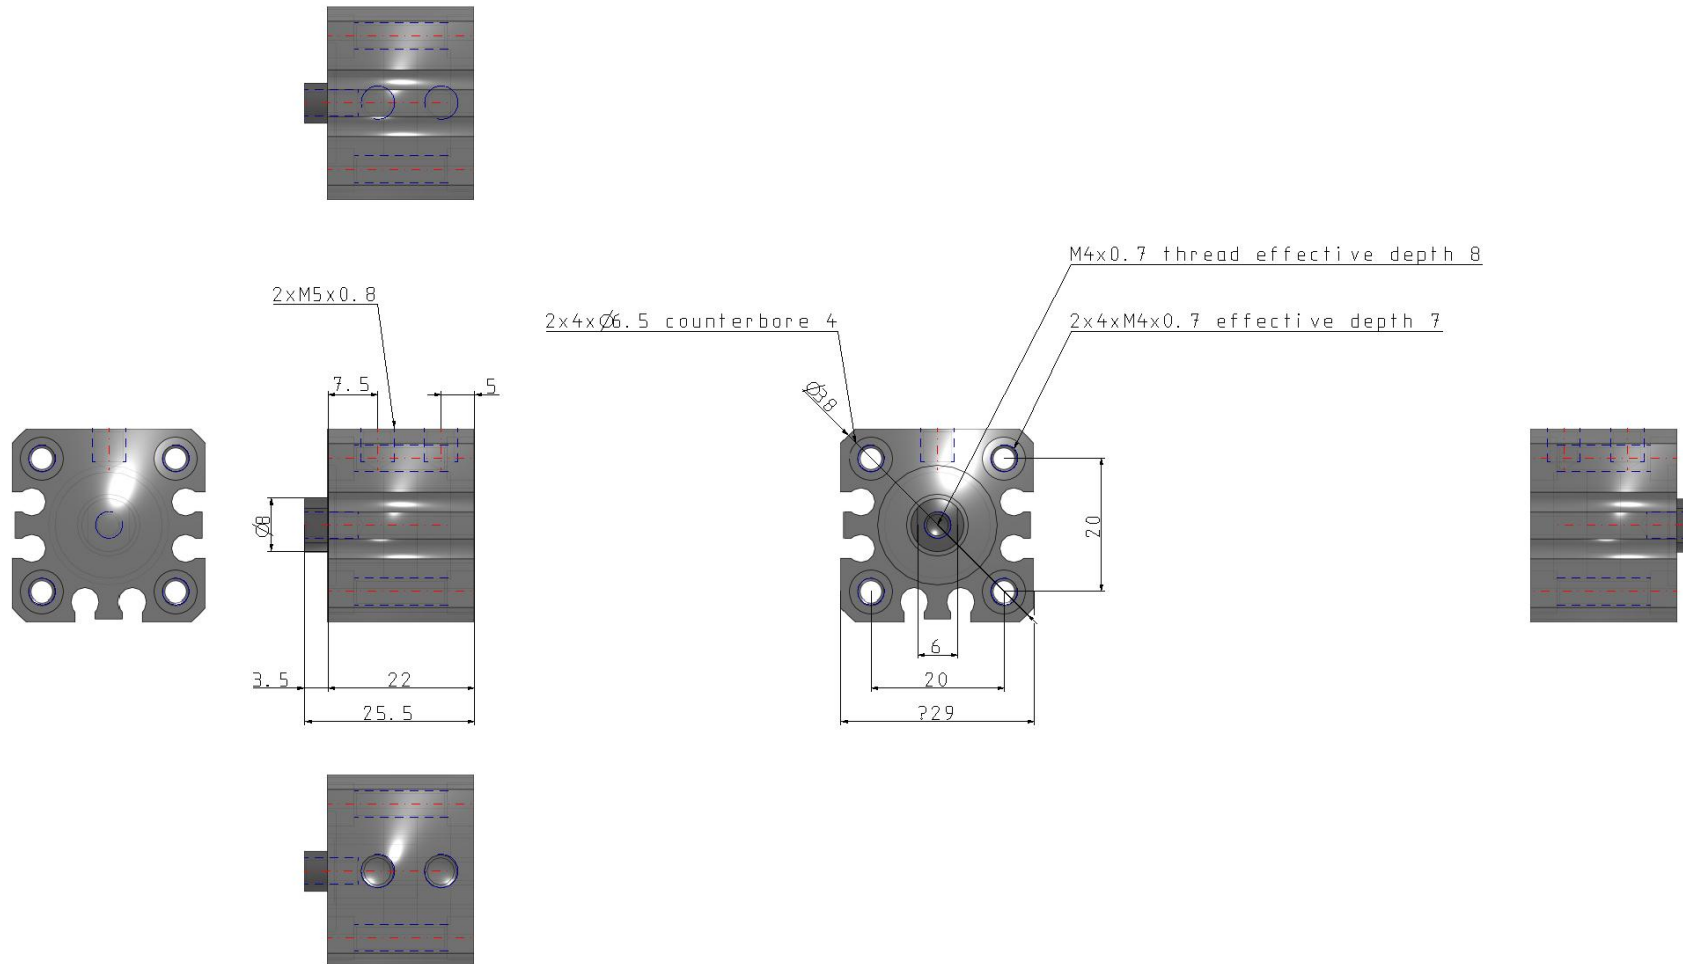 M4x0.7 thread effective depth 8
2xM5x0.8
2x4xØ6.5 counterbore 4
2x4xM4x0.7 effective depth 7
7.5
5
Ø38
Ø8
20
6
3.5
22
20
25.5
?29